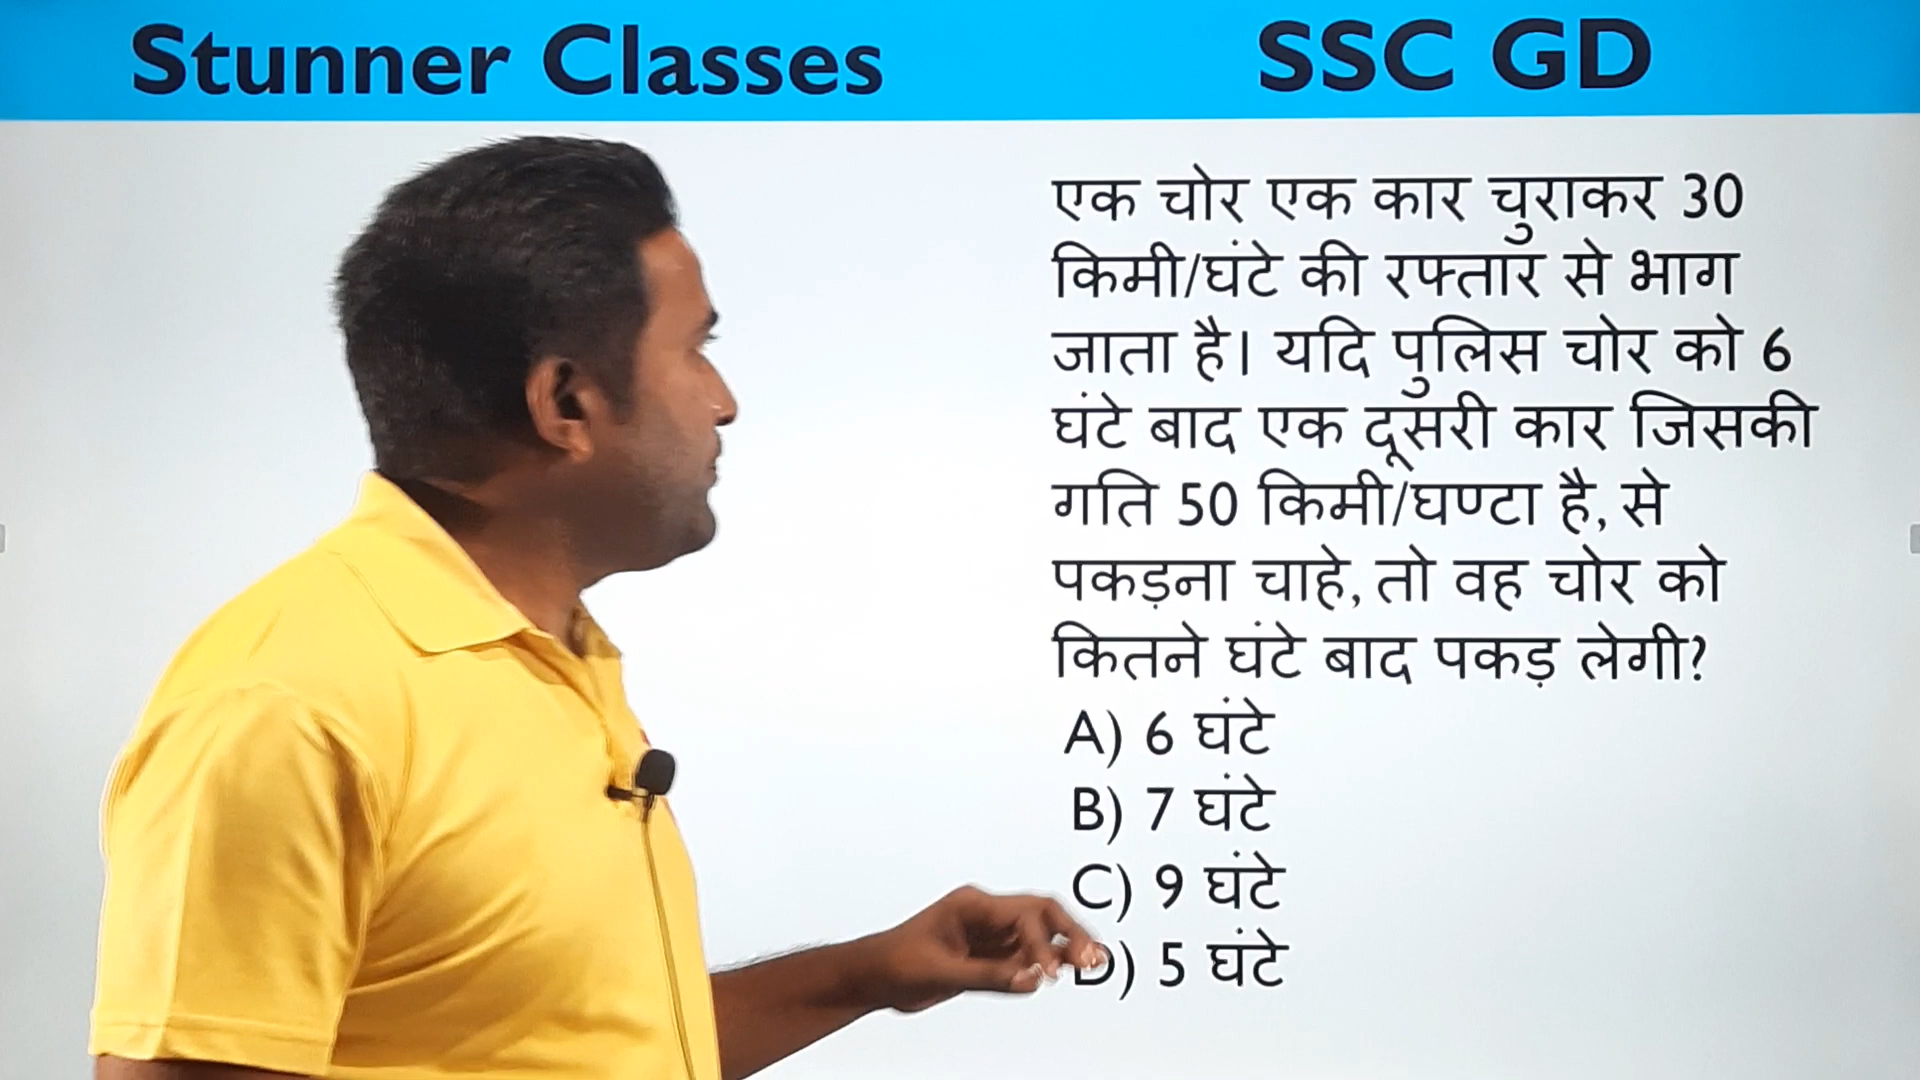 Stunner Classes SSC GD
एक चोर एक कार चुराकर 30
किमी/घंटे की रफ्तार से भाग
जाता है। यदि पुलिस चोर को 6
घंटे बाद एक दूसरी कार जिसकी
गति 50 किमी/घण्टा है, से
पकड़ना चाहे, तो वह चोर को
कितने घंटे बाद पकड़ लेगी?
A) 6 घंटे
B) 7 घंटे
C) 9 घंटे
D) 5 घंटे